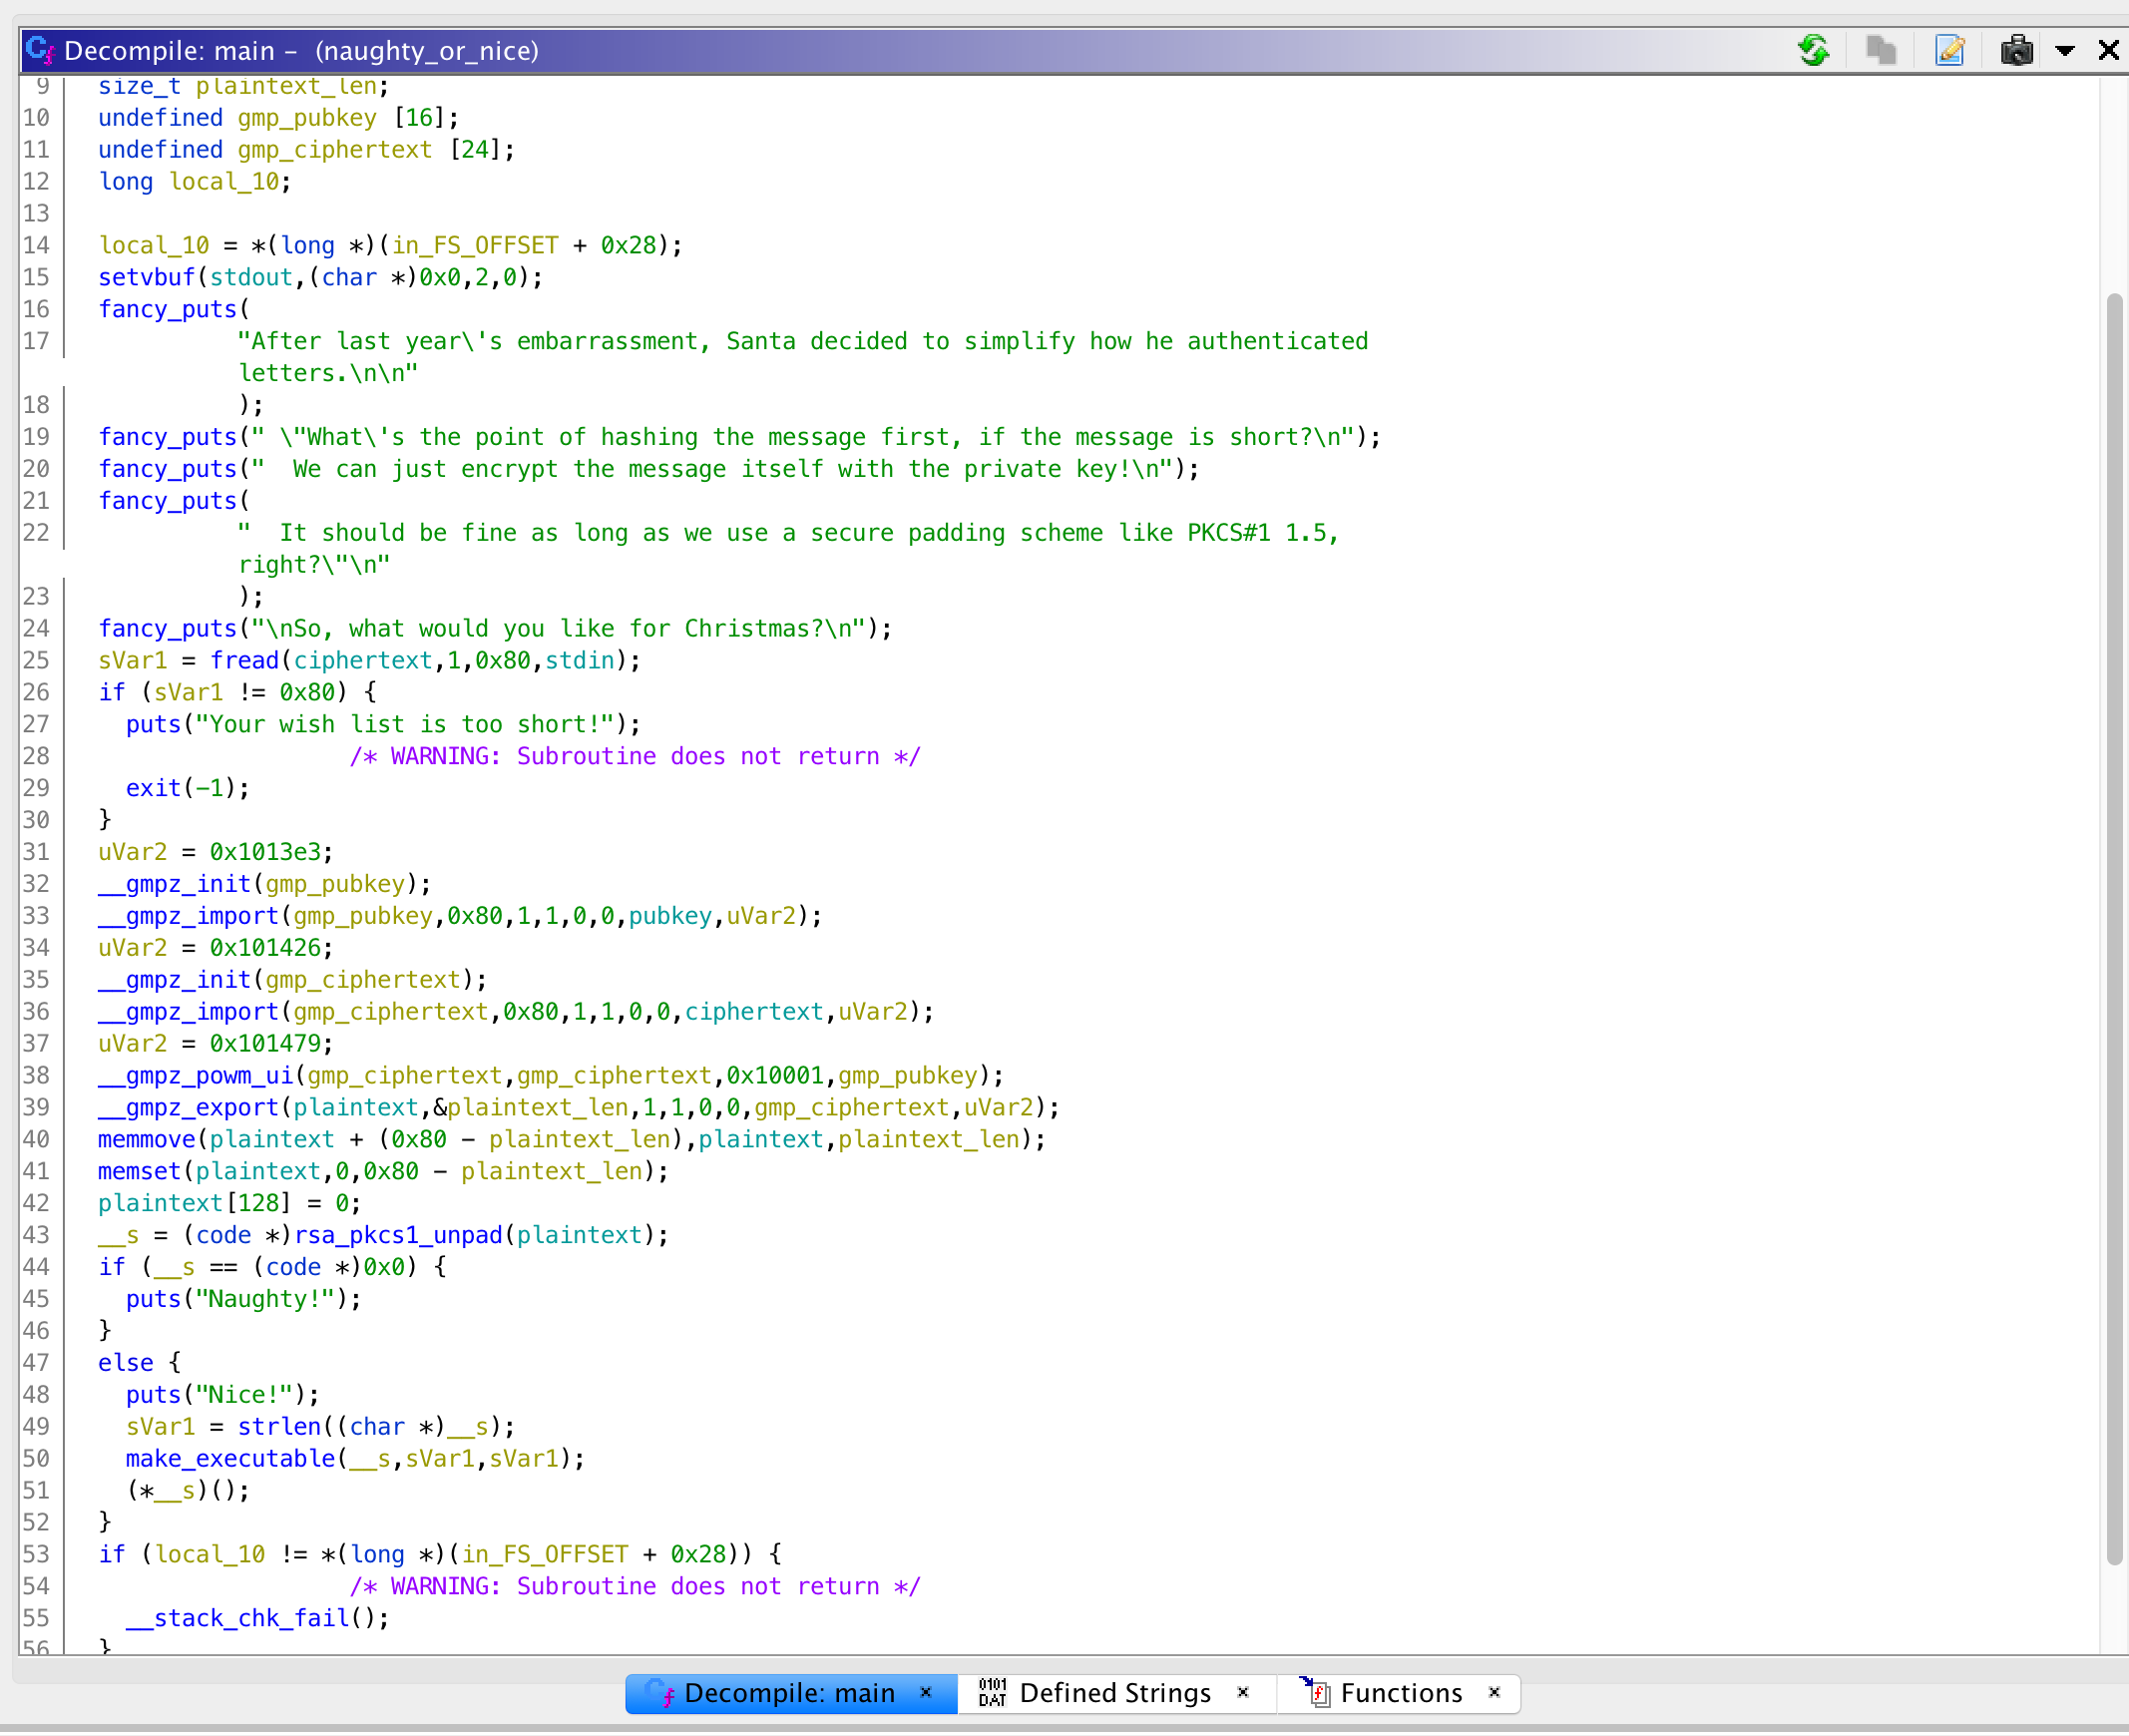 Decompile: main – (naughty_or_nice)
9 size_t plaintext_len;
10 undefined gmp_pubkey [16];
11 undefined gmp_ciphertext [24];
12 long local_10;
13
14 local_10 = *(long *)(in_FS_OFFSET + 0x28);
15 setvbuf(stdout,(char *)0x0,2,0);
16 fancy_puts(
17 "After last year\'s embarrassment, Santa decided to simplify how he authenticated
letters.\n\n"
18 );
19 fancy_puts(" \"What\'s the point of hashing the message first, if the message is short?\n");
20 fancy_puts("  We can just encrypt the message itself with the private key!\n");
21 fancy_puts(
22 "  It should be fine as long as we use a secure padding scheme like PKCS#1 1.5,
right?\"\n"
23 );
24 fancy_puts("\nSo, what would you like for Christmas?\n");
25 sVar1 = fread(ciphertext,1,0x80,stdin);
26 if (sVar1 != 0x80) {
27 puts("Your wish list is too short!");
28 /* WARNING: Subroutine does not return */
29 exit(-1);
30 }
31 uVar2 = 0x1013e3;
32 __gmpz_init(gmp_pubkey);
33 __gmpz_import(gmp_pubkey,0x80,1,1,0,0,pubkey,uVar2);
34 uVar2 = 0x101426;
35 __gmpz_init(gmp_ciphertext);
36 __gmpz_import(gmp_ciphertext,0x80,1,1,0,0,ciphertext,uVar2);
37 uVar2 = 0x101479;
38 __gmpz_powm_ui(gmp_ciphertext,gmp_ciphertext,0x10001,gmp_pubkey);
39 __gmpz_export(plaintext,&plaintext_len,1,1,0,0,gmp_ciphertext,uVar2);
40 memmove(plaintext + (0x80 - plaintext_len),plaintext,plaintext_len);
41 memset(plaintext,0,0x80 - plaintext_len);
42 plaintext[128] = 0;
43 __s = (code *)rsa_pkcs1_unpad(plaintext);
44 if (__s == (code *)0x0) {
45 puts("Naughty!");
46 }
47 else {
48 puts("Nice!");
49 sVar1 = strlen((char *)__s);
50 make_executable(__s,sVar1,sVar1);
51 (*__s)();
52 }
53 if (local_10 != *(long *)(in_FS_OFFSET + 0x28)) {
54 /* WARNING: Subroutine does not return */
55 __stack_chk_fail();
56 }
Decompile: main × 0101 DAT Defined Strings × Functions ×